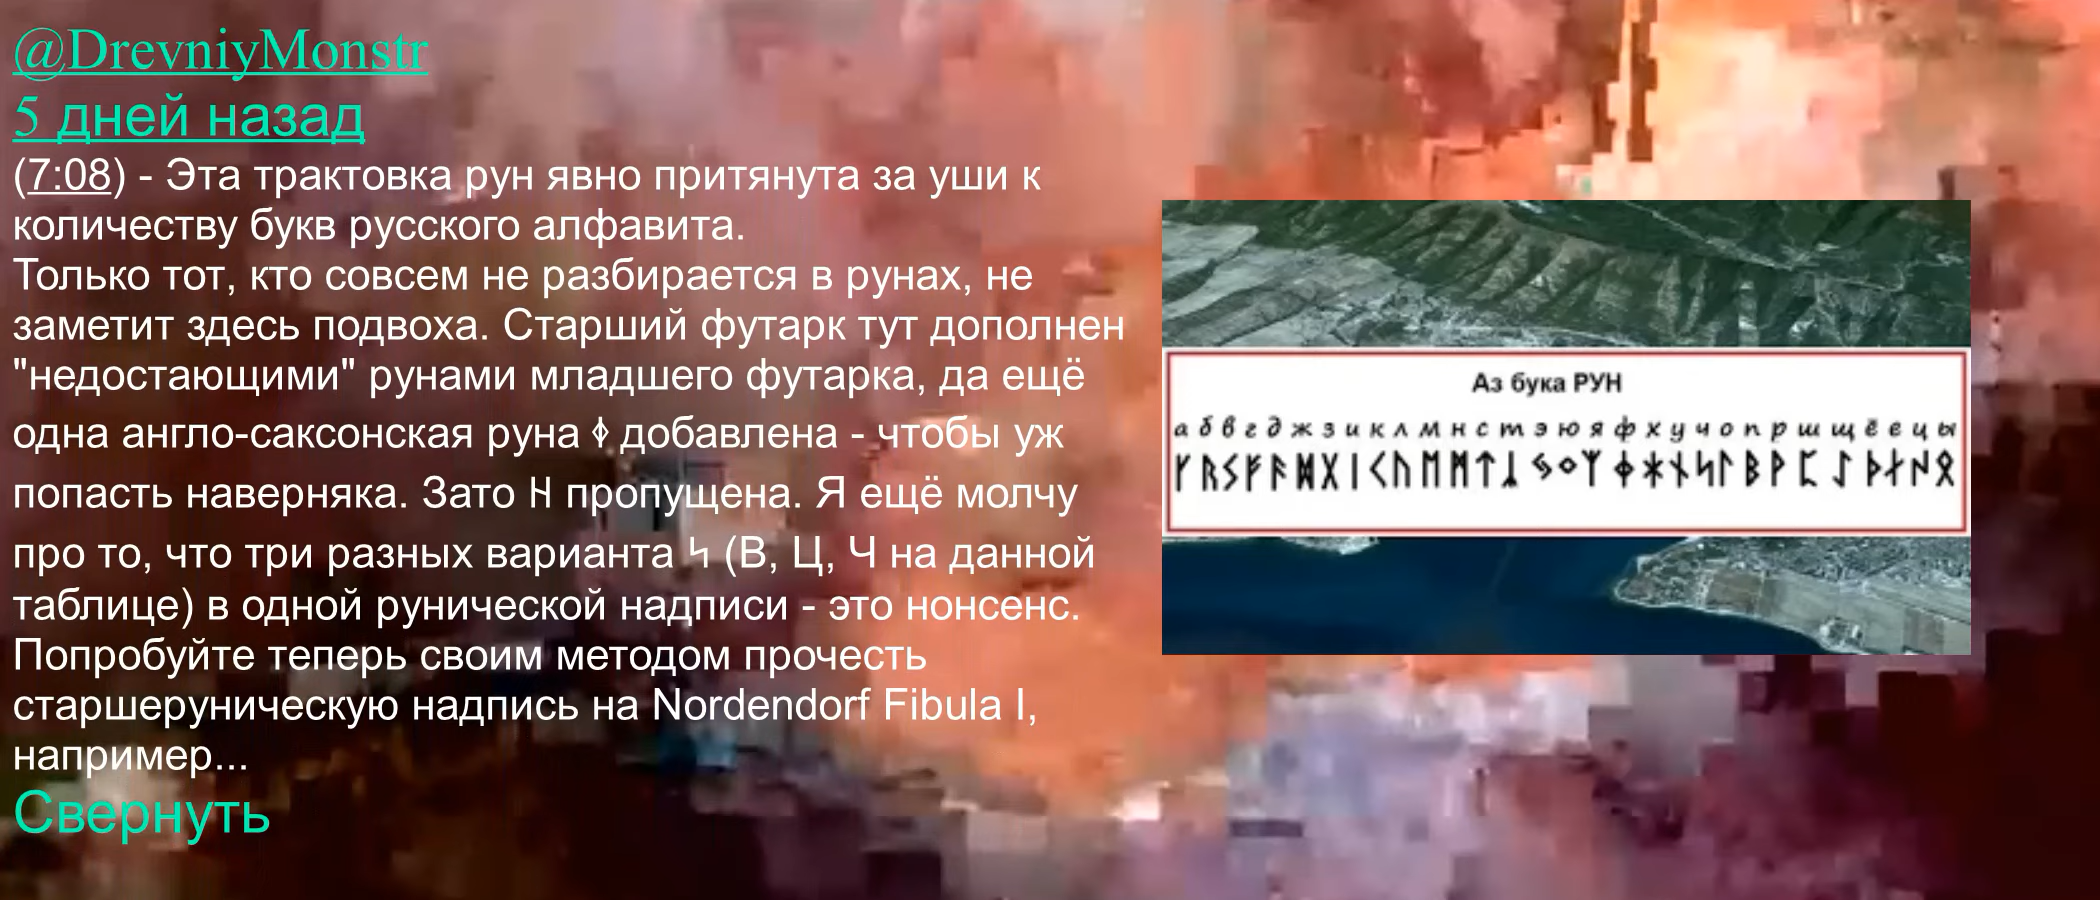 @DrevniyMonstr
5 дней назад
(7:08) - Эта трактовка рун явно притянута за уши к
количеству букв русского алфавита.
Только тот, кто совсем не разбирается в рунах, не
заметит здесь подвоха. Старший футарк тут дополнен
"недостающими" рунами младшего футарка, да ещё
одна англо-саксонская руна ᛄ добавлена - чтобы уж
попасть наверняка. Зато ᚺ пропущена. Я ещё молчу
про то, что три разных варианта ᛋ (В, Ц, Ч на данной
таблице) в одной рунической надписи - это нонсенс.
Попробуйте теперь своим методом прочесть
старшеруническую надпись на Nordendorf Fibula I,
например...
Свернуть
Аз бука РУН
а б в г д ж з и к л м н с т э ю я ф х у ч о п р ш щ ё е ц ы